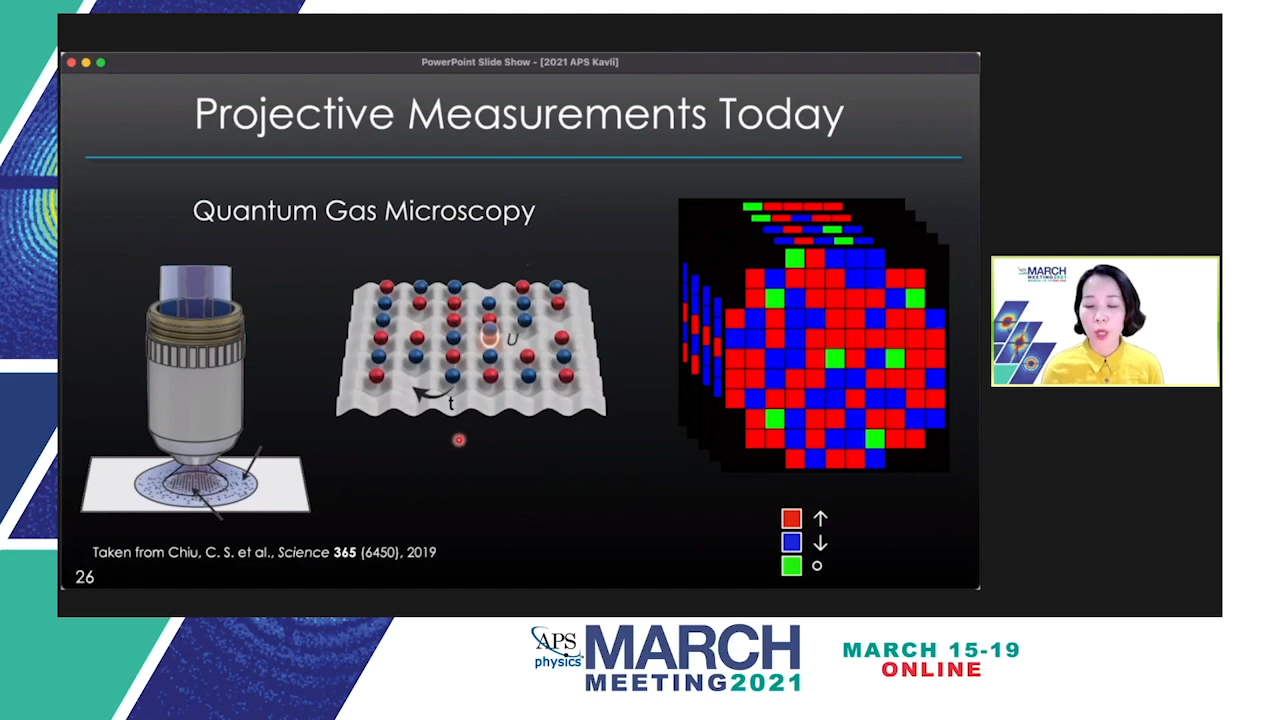 PowerPoint Slide Show - [2021 APS Kavli]
Projective Measurements Today
Quantum Gas Microscopy
U
t
↑
↓
o
Taken from Chiu, C. S. et al., Science 365 (6450), 2019
26
MARCH
MEETING2021
APS
physics
MARCH
MEETING2021
MARCH 15-19
ONLINE